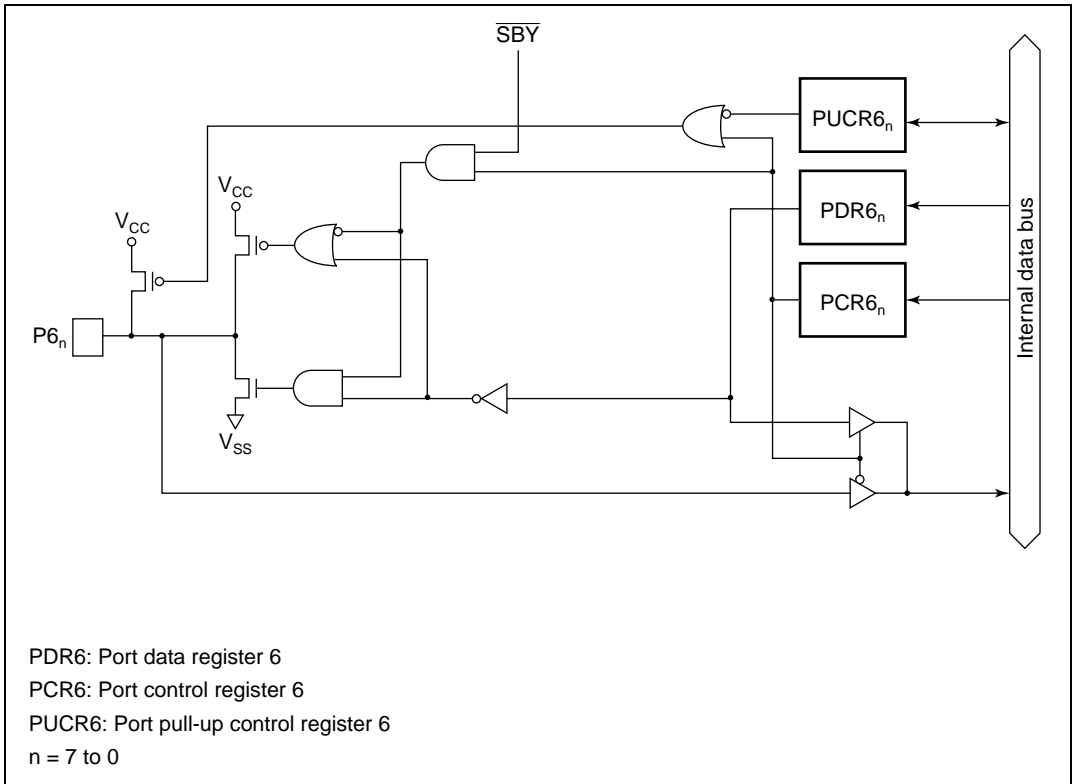 SBY
PUCR6n
VCC
PDR6n
VCC
PCR6n
P6n
VSS
Internal data bus
PDR6: Port data register 6
PCR6: Port control register 6
PUCR6: Port pull-up control register 6
n = 7 to 0